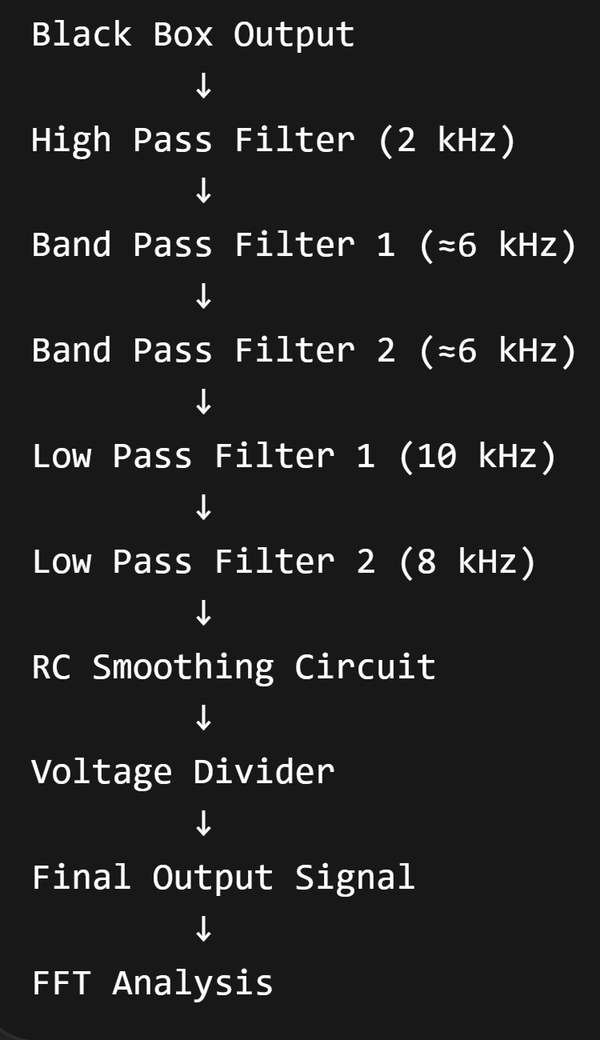 Black Box Output
↓
High Pass Filter (2 kHz)
↓
Band Pass Filter 1 (≈6 kHz)
↓
Band Pass Filter 2 (≈6 kHz)
↓
Low Pass Filter 1 (10 kHz)
↓
Low Pass Filter 2 (8 kHz)
↓
RC Smoothing Circuit
↓
Voltage Divider
↓
Final Output Signal
↓
FFT Analysis